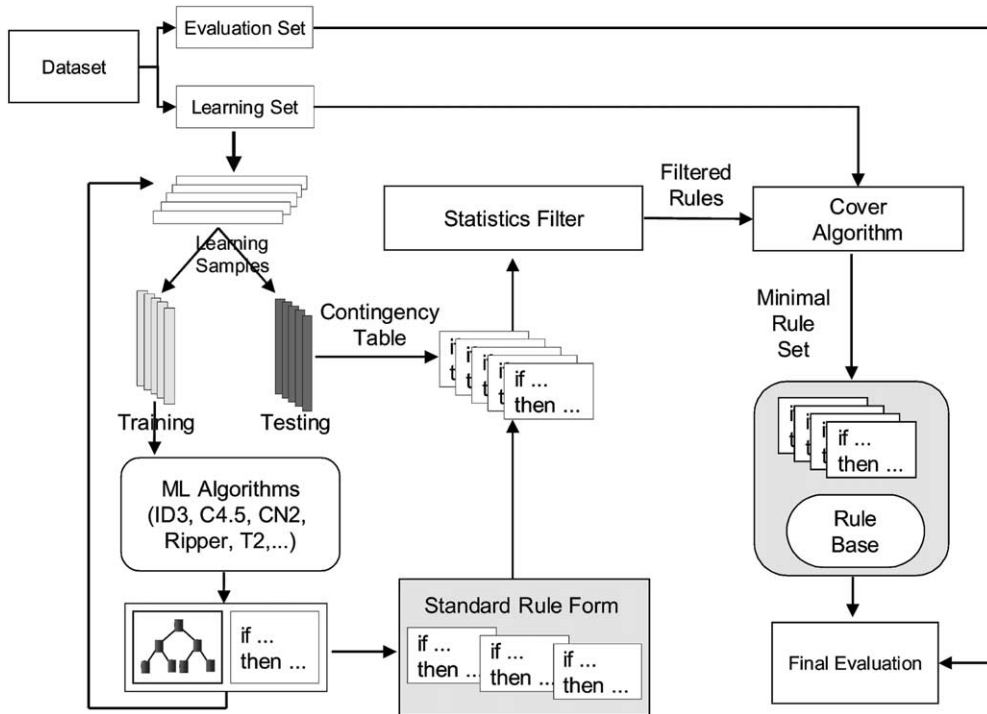 Evaluation Set
Dataset
Learning Set
Learning
Samples
Statistics Filter
Filtered
Rules
Cover
Algorithm
Contingency
Table
Minimal
Rule
Set
i
t
i
t
i
t
i
t
if ...
then ...
Training
Testing
i
t
i
t
i
t
if ...
then ...
ML Algorithms
(ID3, C4.5, CN2,
Ripper, T2,...)
Rule
Base
if ...
then ...
Standard Rule Form
if ...
then ...
if ...
then ...
if ...
then ...
Final Evaluation